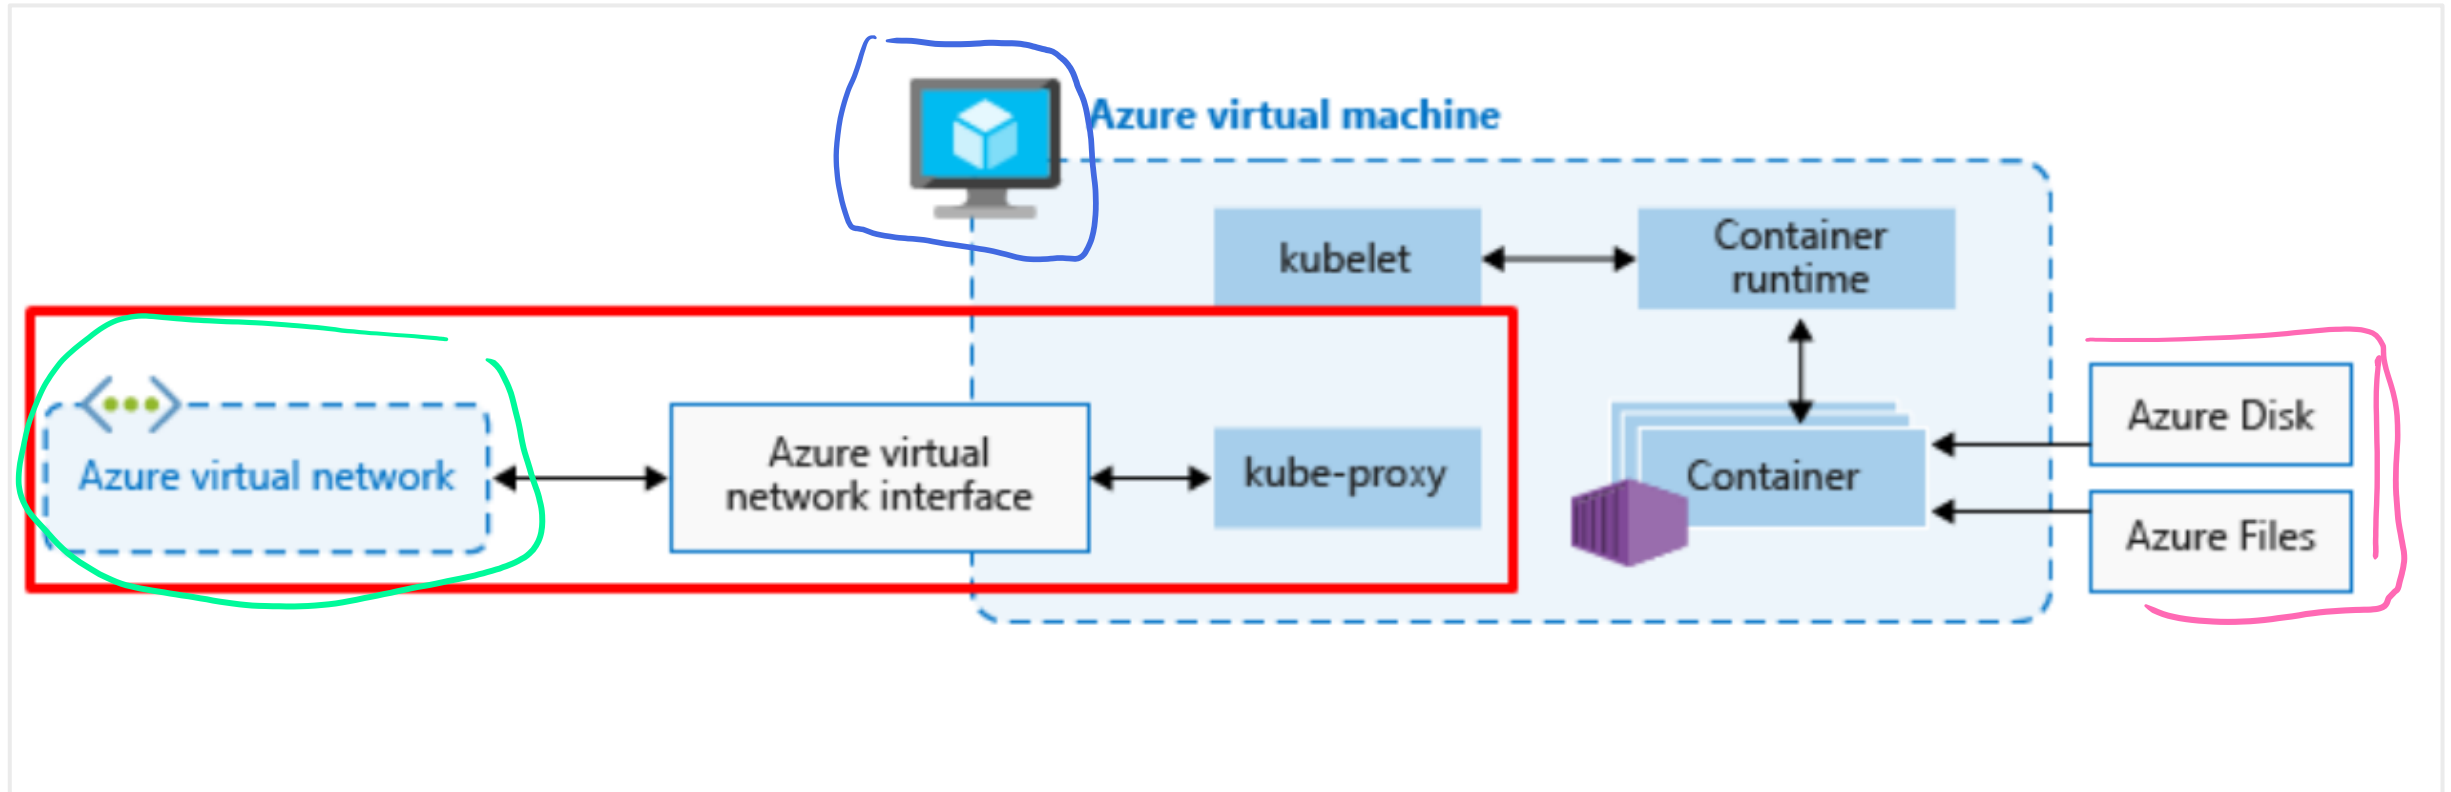 Azure virtual machine
kubelet
Container
runtime
Azure virtual network
Azure virtual
network interface
kube-proxy
Container
Azure Disk
Azure Files